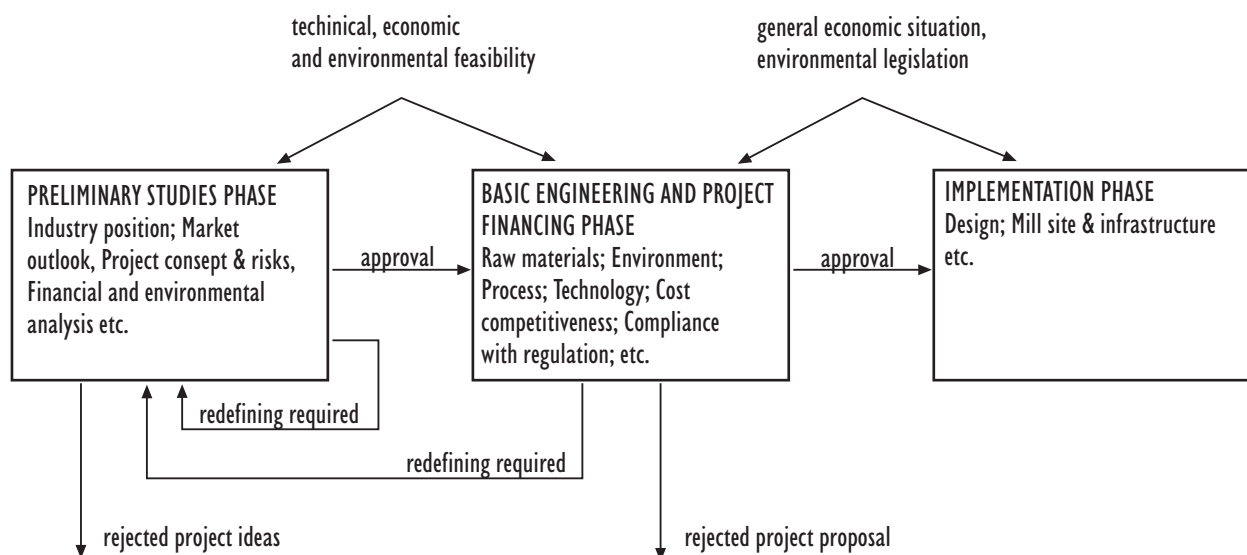 techinical, economic
and environmental feasibility
general economic situation,
environmental legislation
PRELIMINARY STUDIES PHASE
Industry position; Market
outlook, Project consept & risks,
Financial and environmental
analysis etc.
approval
BASIC ENGINEERING AND PROJECT
FINANCING PHASE
Raw materials; Environment;
Process; Technology; Cost
competitiveness; Compliance
with regulation; etc.
approval
IMPLEMENTATION PHASE
Design; Mill site & infrastructure
etc.
redefining required
redefining required
rejected project ideas
rejected project proposal